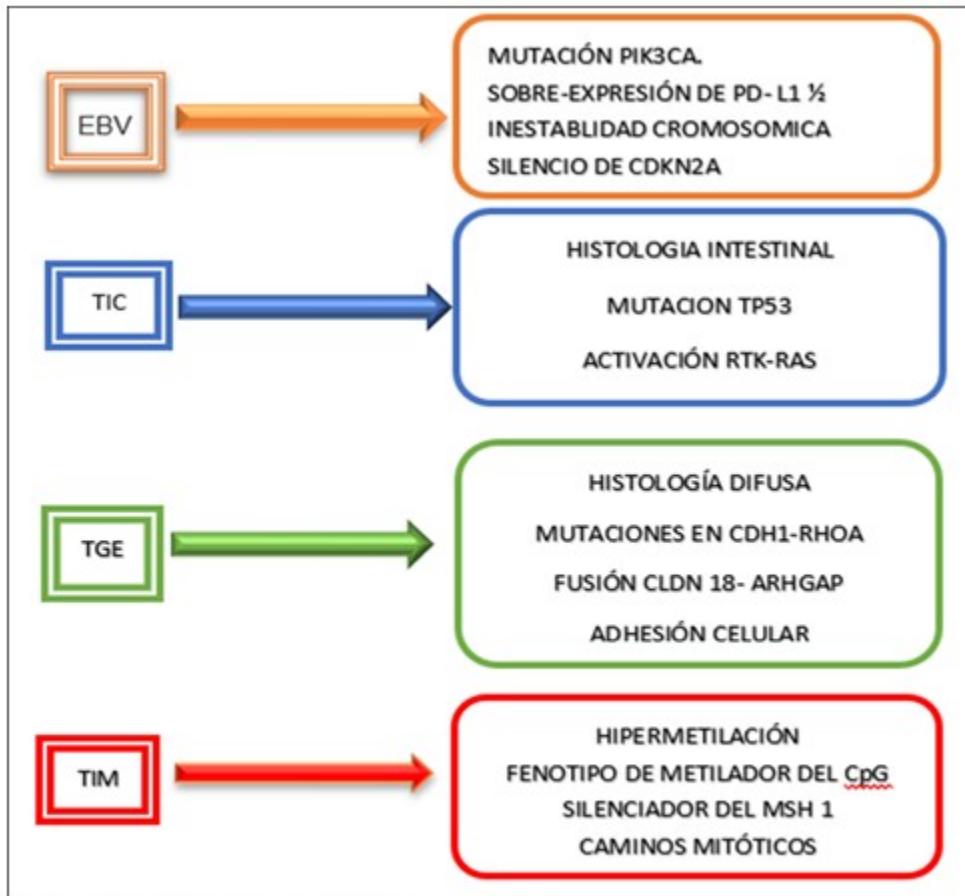 EBV
MUTACIÓN PIK3CA.
SOBRE-EXPRESIÓN DE PD- L1 ½
INESTABLIDAD CROMOSOMICA
SILENCIO DE CDKN2A
TIC
HISTOLOGIA INTESTINAL
MUTACION TP53
ACTIVACIÓN RTK-RAS
TGE
HISTOLOGÍA DIFUSA
MUTACIONES EN CDH1-RHOA
FUSIÓN CLDN 18- ARHGAP
ADHESIÓN CELULAR
TIM
HIPERMETILACIÓN
FENOTIPO DE METILADOR DEL CpG
SILENCIADOR DEL MSH 1
CAMINOS MITÓTICOS